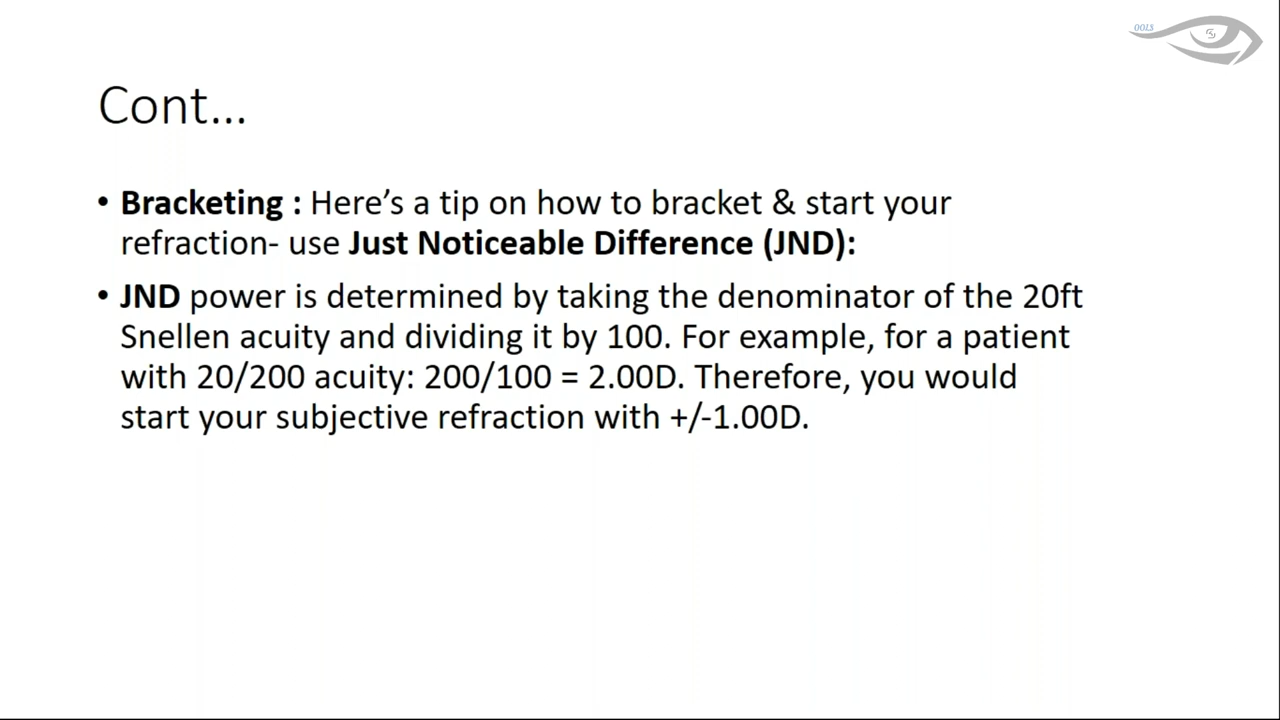 OOLS
Cont...
• Bracketing : Here’s a tip on how to bracket & start your
refraction- use Just Noticeable Difference (JND):
• JND power is determined by taking the denominator of the 20ft
Snellen acuity and dividing it by 100. For example, for a patient
with 20/200 acuity: 200/100 = 2.00D. Therefore, you would
start your subjective refraction with +/-1.00D.